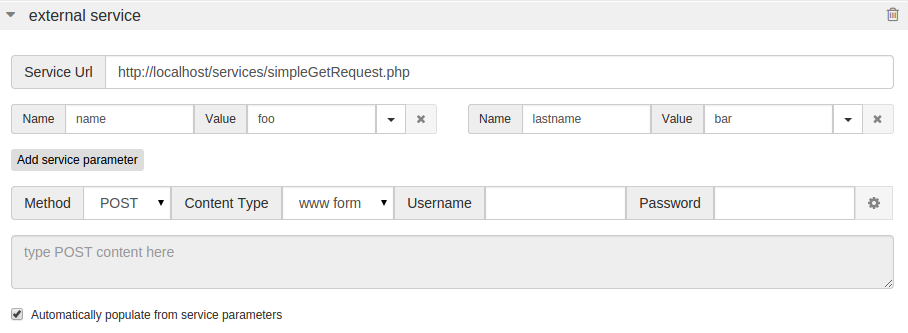 external service
Service Url http://localhost/services/simpleGetRequest.php
Name name Value foo Name lastname Value bar
Add service parameter
Method POST Content Type www form Username Password
type POST content here
Automatically populate from service parameters